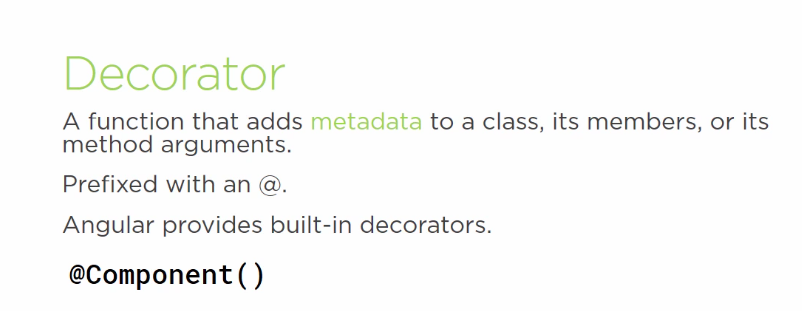 Decorator
A function that adds metadata to a class, its members, or its
method arguments.
Prefixed with an @.
Angular provides built-in decorators.
@Component()